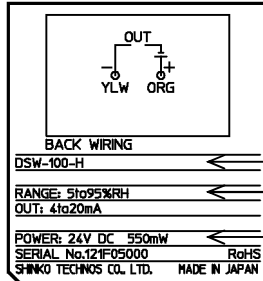 OUT
− +
YLW ORG
BACK WIRING
DSW-100-H
RANGE: 5to95%RH
OUT: 4to20mA
POWER: 24V DC 550mW
SERIAL No.121F05000 RoHS
SHINKO TECHNOS CO., LTD. MADE IN JAPAN